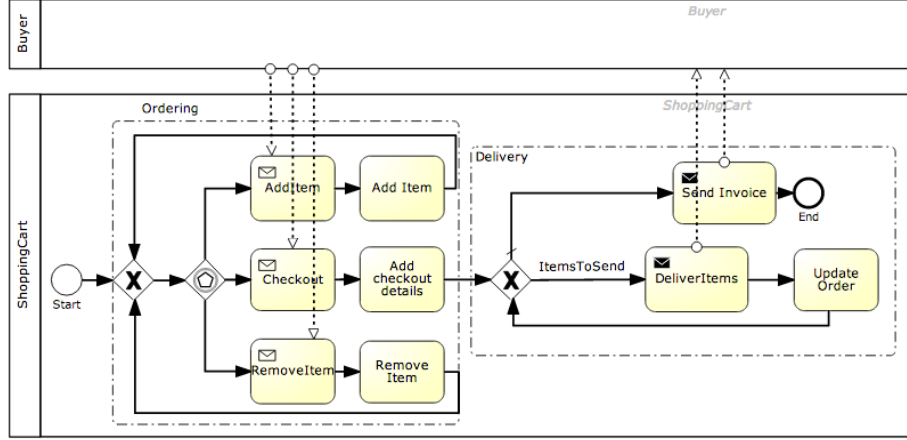 Buyer
Buyer
ShoppingCart
Ordering
ShoppingCart
Delivery
AddItem
Add Item
Send Invoice
End
Start
Checkout
Add
checkout
details
ItemsToSend
DeliverItems
Update
Order
RemoveItem
Remove
Item